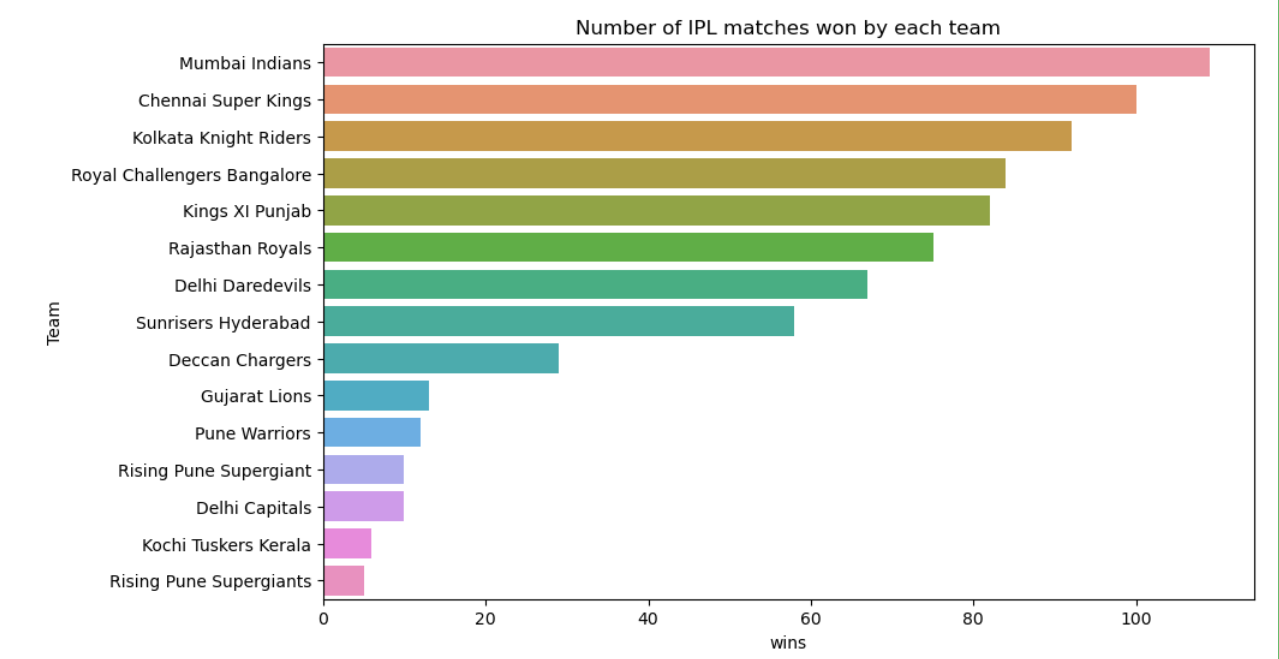 Number of IPL matches won by each team
Mumbai Indians
Chennai Super Kings
Kolkata Knight Riders
Royal Challengers Bangalore
Kings XI Punjab
Rajasthan Royals
Delhi Daredevils
Sunrisers Hyderabad
Deccan Chargers
Gujarat Lions
Pune Warriors
Rising Pune Supergiant
Delhi Capitals
Kochi Tuskers Kerala
Rising Pune Supergiants
Team
0 20 40 60 80 100
wins